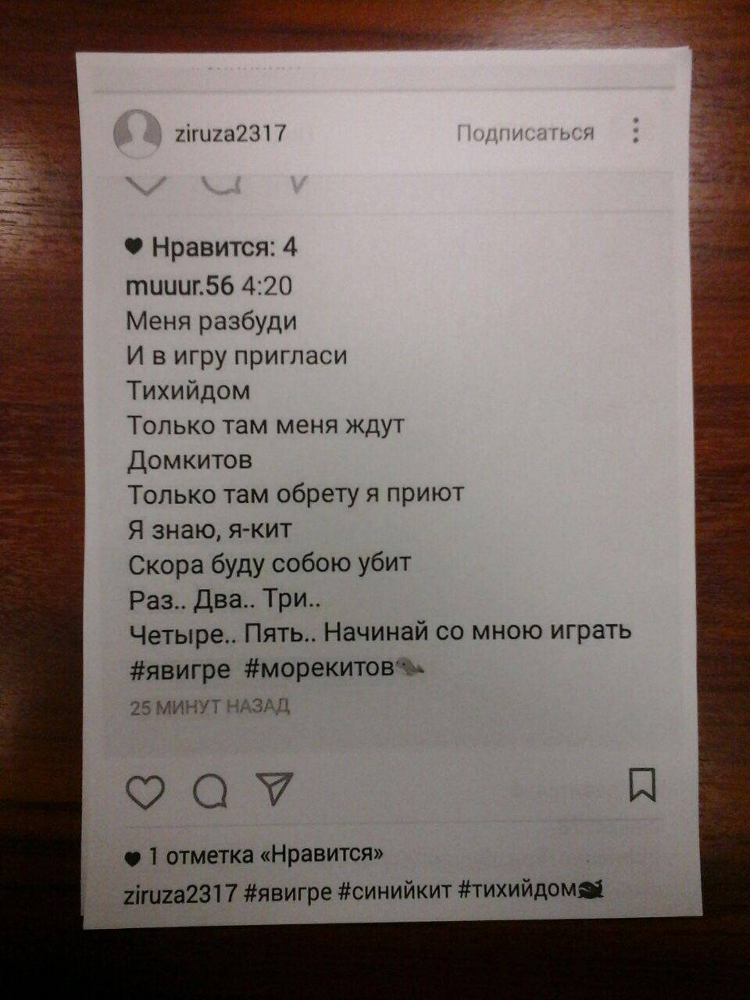 ziruza2317 Подписаться
Нравится: 4
muuur.56 4:20
Меня разбуди
И в игру пригласи
Тихийдом
Только там меня ждут
Домкитов
Только там обрету я приют
Я знаю, я-кит
Скора буду собою убит
Раз.. Два.. Три..
Четыре.. Пять.. Начинай со мною играть
#явигре #морекитов
25 МИНУТ НАЗАД
1 отметка «Нравится»
ziruza2317 #явигре #синийкит #тихийдом